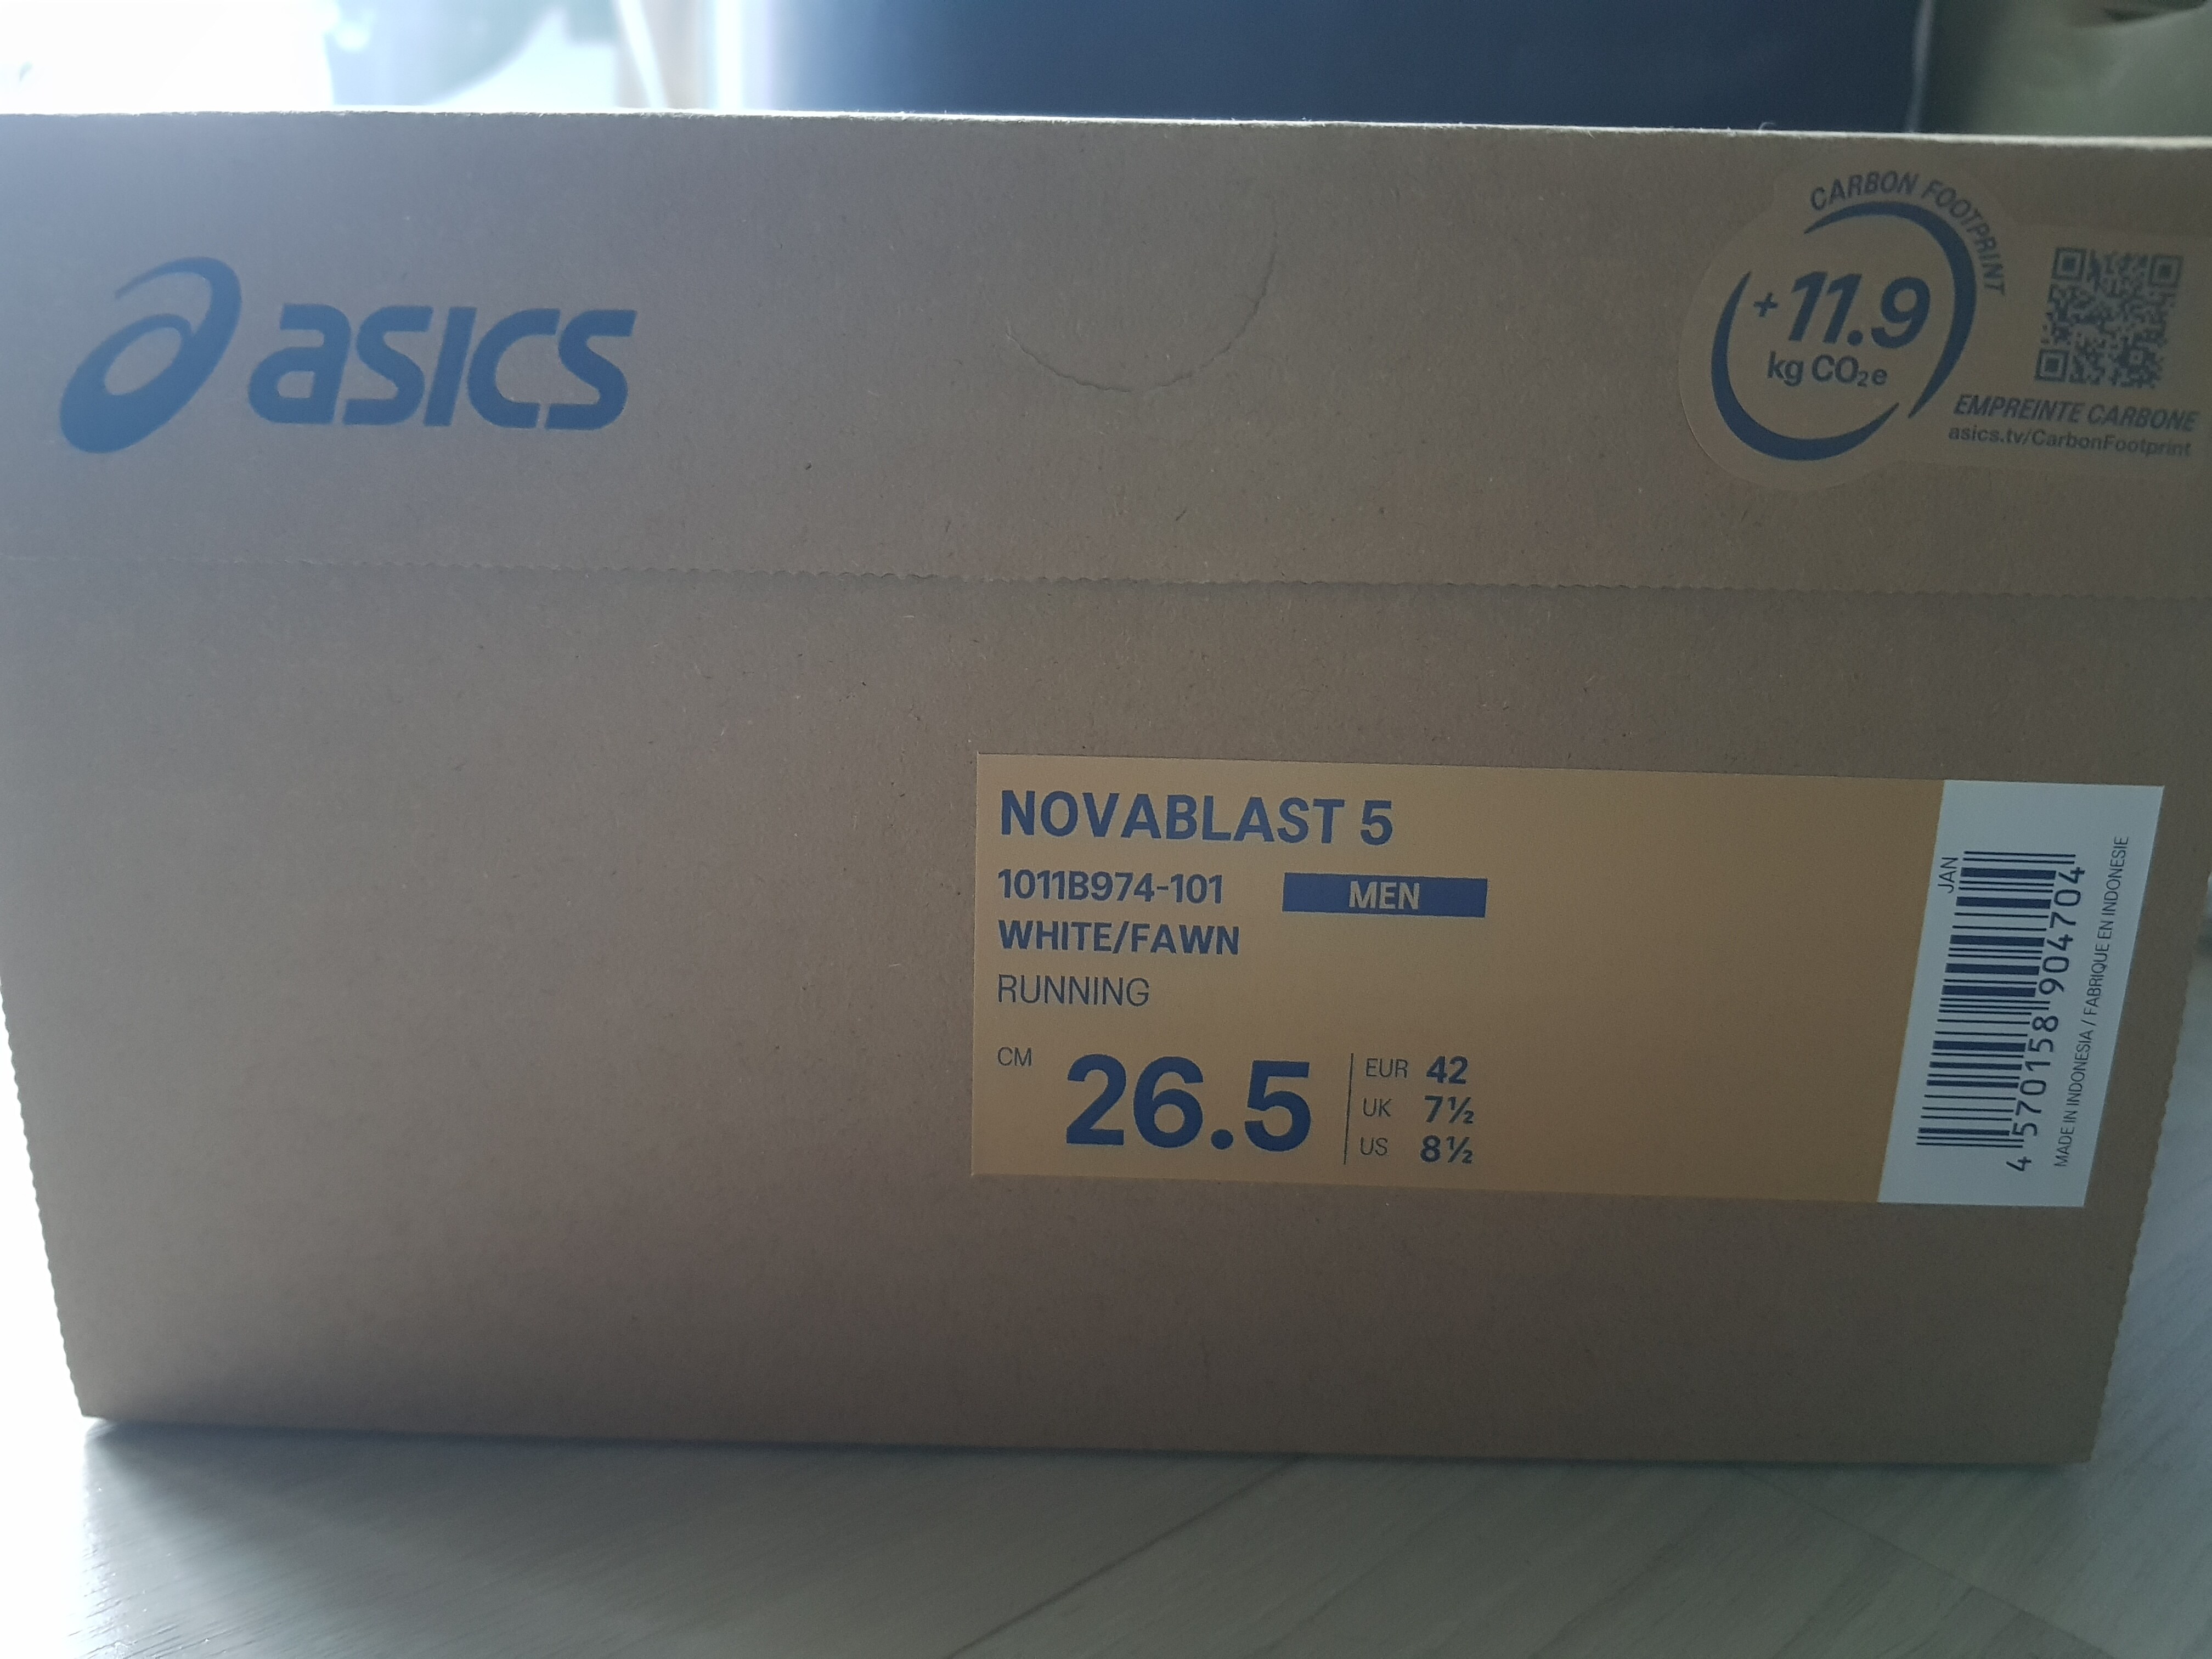 asics
CARBON FOOTPRINT
+11.9
kg CO₂e
EMPREINTE CARBONE
asics.tv/CarbonFootprint
NOVABLAST 5
1011B974-101 MEN
WHITE/FAWN
RUNNING
CM 26.5
EUR 42
UK 7½
US 8½
JAN
4 570158 904704
MADE IN INDONESIA / FABRIQUE EN INDONESIE